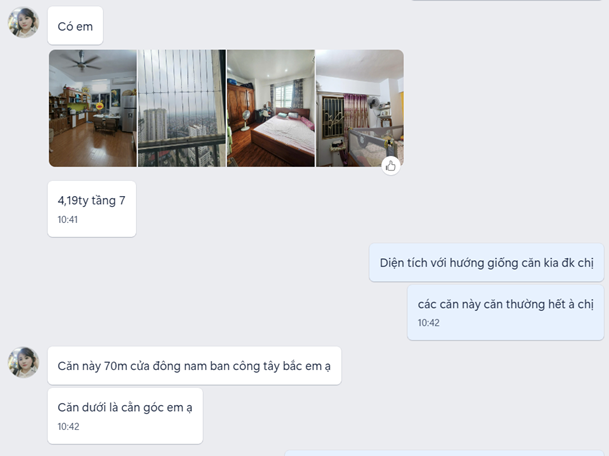 Có em
4,19ty tầng 7
10:41
Diện tích với hướng giống căn kia đk chị
các căn này căn thường hết à chị
10:42
Căn này 70m cửa đông nam ban công tây bắc em ạ
Căn dưới là cằn góc em ạ
10:42